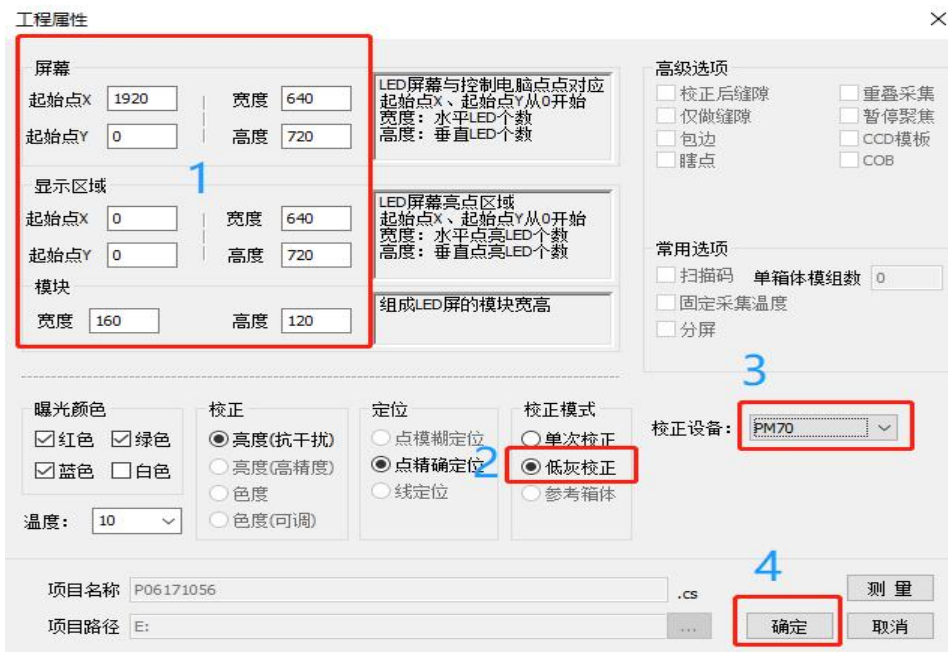 工程属性
屏幕
起始点X 1920 宽度 640
起始点Y 0 高度 720
LED屏幕与控制电脑点点对应
起始点X、起始点Y从0开始
宽度：水平LED个数
高度：垂直LED个数
1
显示区域
起始点X 0 宽度 640
起始点Y 0 高度 720
LED屏幕亮点区域
起始点X、起始点Y从0开始
宽度：水平点亮LED个数
高度：垂直点亮LED个数
模块
宽度 160 高度 120
组成LED屏的模块宽高
高级选项
校正后缝隙 重叠采集
仅做缝隙 暂停聚焦
包边 CCD模板
瞎点 COB
常用选项
扫描码 单箱体模组数 0
固定采集温度
分屏
3
曝光颜色
红色 绿色
蓝色 白色
温度： 10
校正
亮度(抗干扰)
亮度(高精度)
色度
色度(可调)
定位
点模糊定位
点精确定位
线定位
2
校正模式
单次校正
低灰校正
参考箱体
校正设备： PM70
4
项目名称 P06171056 .cs 测 量
项目路径 E: ... 确定 取消